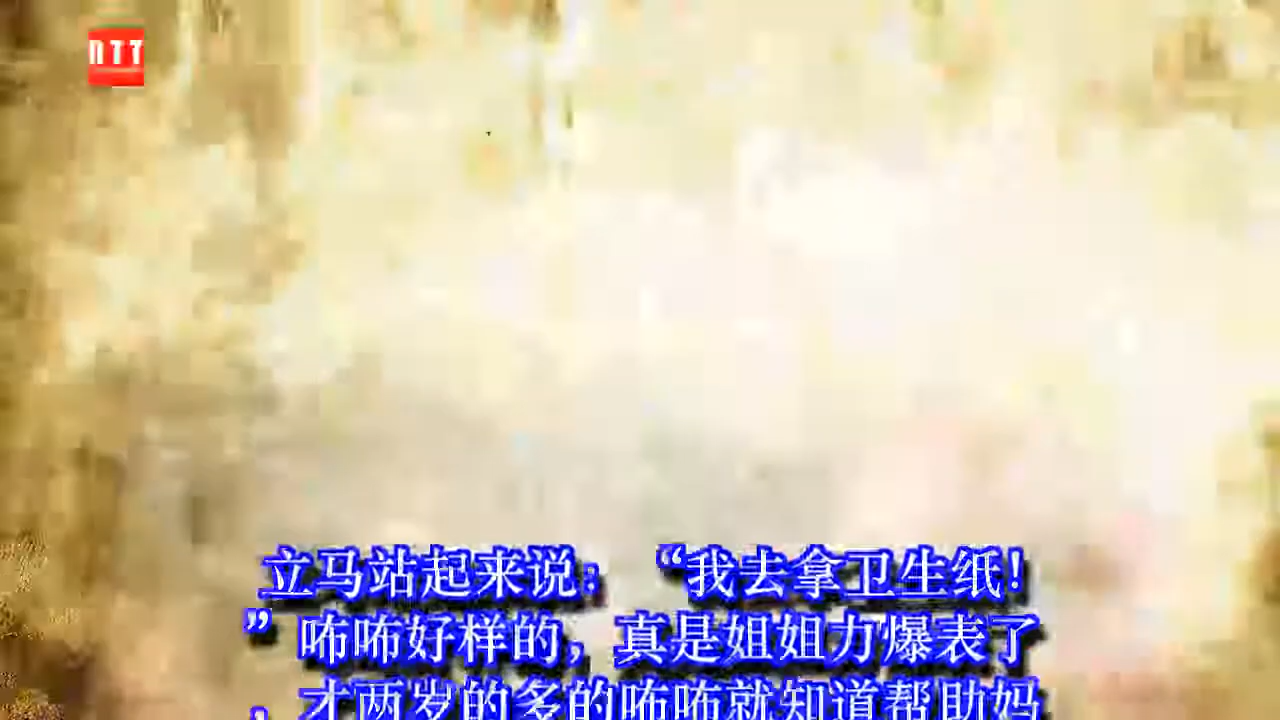 NTT
立马站起来说：“我去拿卫生纸！
”咘咘好样的，真是姐姐力爆表了
，才两岁的多的咘咘就知道帮助妈